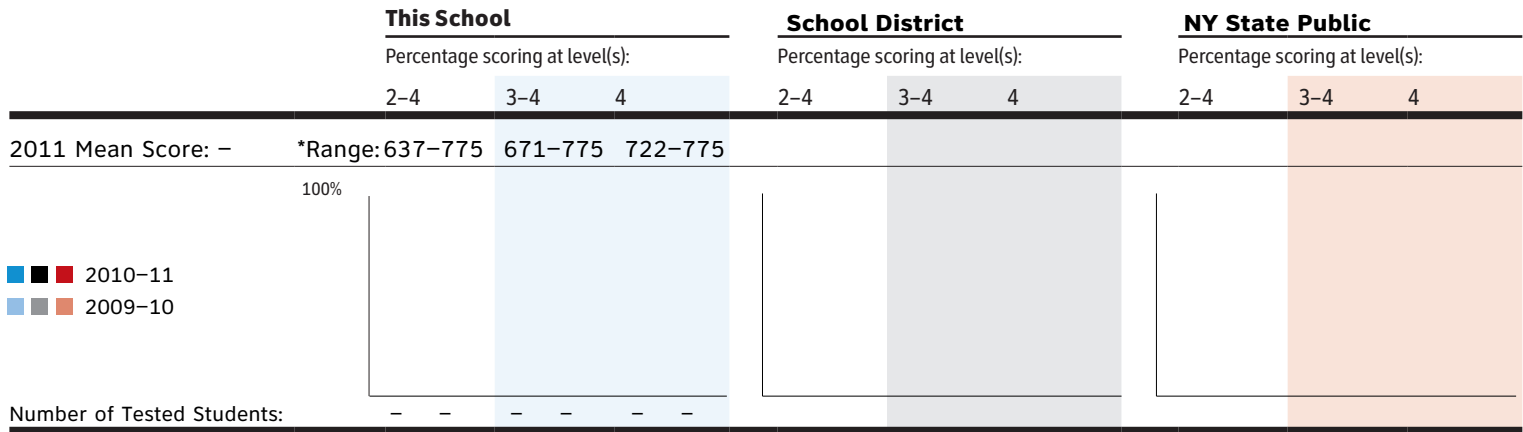 This School School District NY State Public
Percentage scoring at level(s): Percentage scoring at level(s): Percentage scoring at level(s):
2–4 3–4 4 2–4 3–4 4 2–4 3–4 4
2011 Mean Score: – *Range: 637–775 671–775 722–775
100%
2010–11
2009–10
Number of Tested Students: – – – – – –